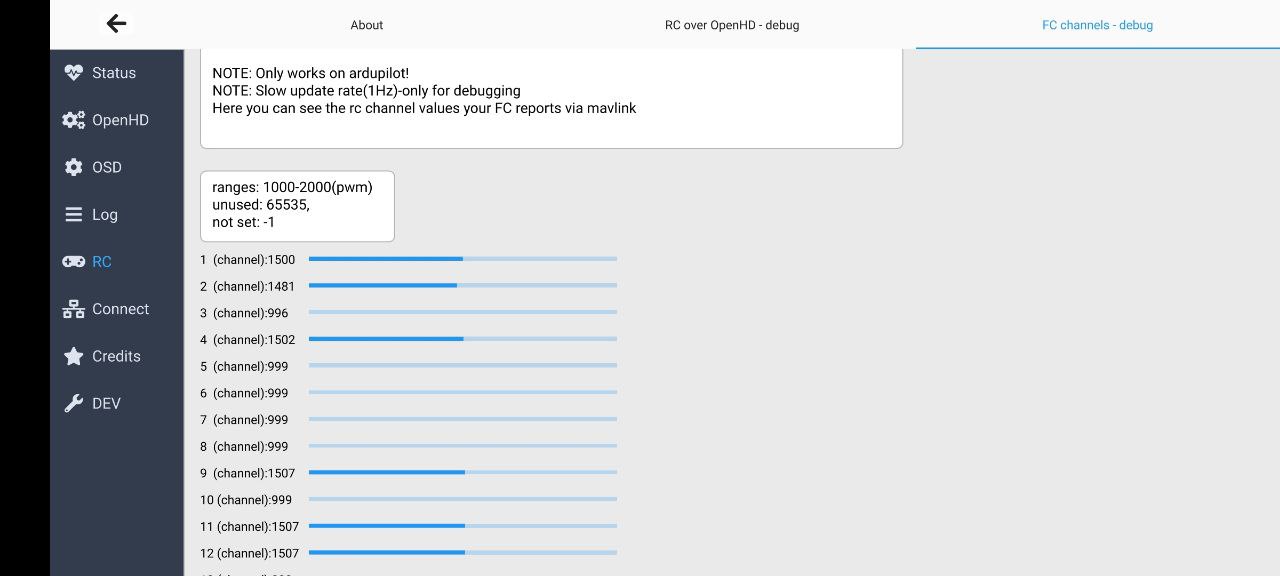 About
RC over OpenHD - debug
FC channels - debug
Status
OpenHD
OSD
Log
RC
Connect
Credits
DEV
NOTE: Only works on ardupilot!
NOTE: Slow update rate(1Hz)-only for debugging
Here you can see the rc channel values your FC reports via mavlink
ranges: 1000-2000(pwm)
unused: 65535,
not set: -1
1 (channel):1500
2 (channel):1481
3 (channel):996
4 (channel):1502
5 (channel):999
6 (channel):999
7 (channel):999
8 (channel):999
9 (channel):1507
10 (channel):999
11 (channel):1507
12 (channel):1507